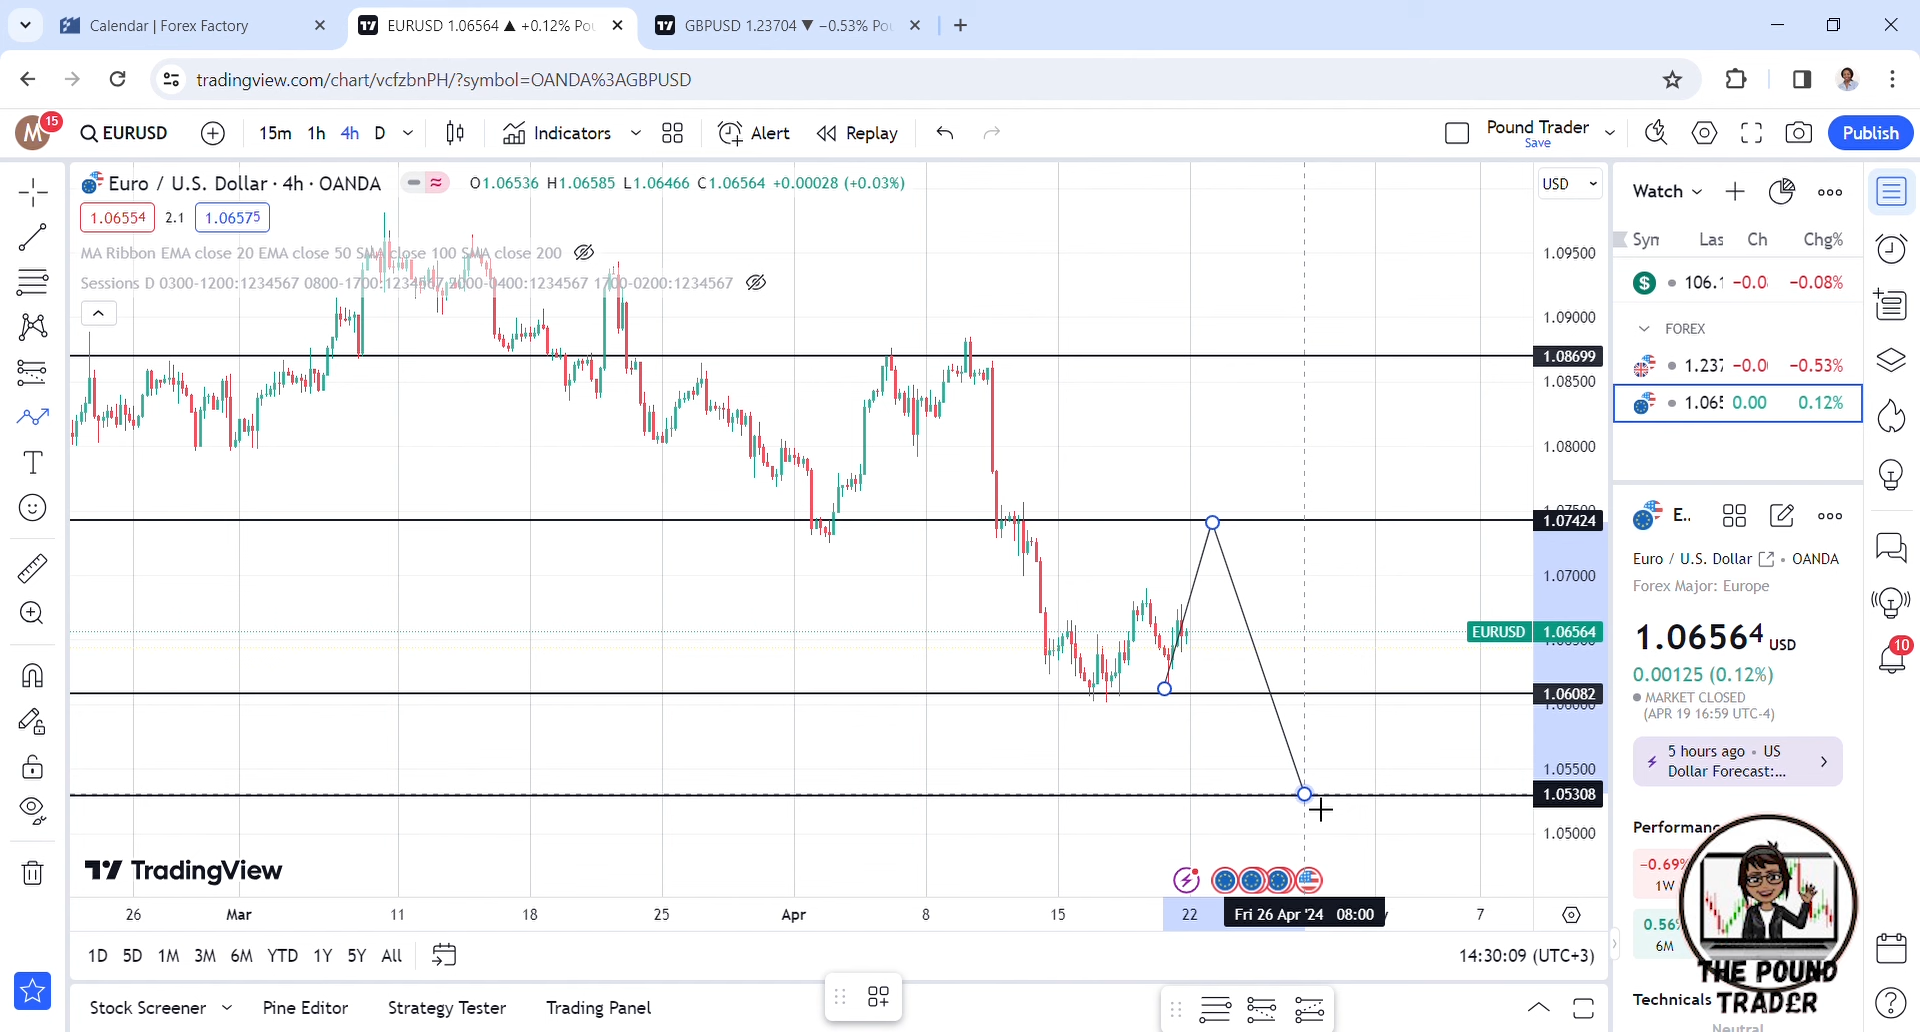 Calendar | Forex Factory
EURUSD 1.06564 ▲ +0.12% Pou
GBPUSD 1.23704 ▼ −0.53% Pou
tradingview.com/chart/vcfzbnPH/?symbol=OANDA%3AGBPUSD
M 15
EURUSD
15m 1h 4h D
Indicators
Alert
Replay
Pound Trader
Save
Publish
Euro / U.S. Dollar · 4h · OANDA
O1.06536 H1.06585 L1.06466 C1.06564 +0.00028 (+0.03%)
1.06554 2.1 1.06575
MA Ribbon EMA close 20 EMA close 50 SMA close 100 SMA close 200
Sessions D 0300-1200:1234567 0800-1700:1234567 2000-0400:1234567 1700-0200:1234567
USD
1.09500
1.09000
1.08699
1.08500
1.08000
1.07424
1.07000
EURUSD 1.06564
1.06082
1.06000
1.05500
1.05308
1.05000
TradingView
26 Mar 11 18 25 Apr 8 15 22 Fri 26 Apr '24 08:00 7
1D 5D 1M 3M 6M YTD 1Y 5Y All
14:30:09 (UTC+3)
Stock Screener
Pine Editor
Strategy Tester
Trading Panel
Watch
Syn Las Ch Chg%
106.1 −0.0 −0.08%
FOREX
1.237 −0.0 −0.53%
1.065 0.00 0.12%
E..
Euro / U.S. Dollar · OANDA
Forex Major: Europe
1.06564 USD
0.00125 (0.12%)
MARKET CLOSED
(APR 19 16:59 UTC-4)
5 hours ago · US
Dollar Forecast:...
10
Performanc
−0.69%
1W
0.56
6M
Technicals
Neutral
THE POUND
TRAD£R